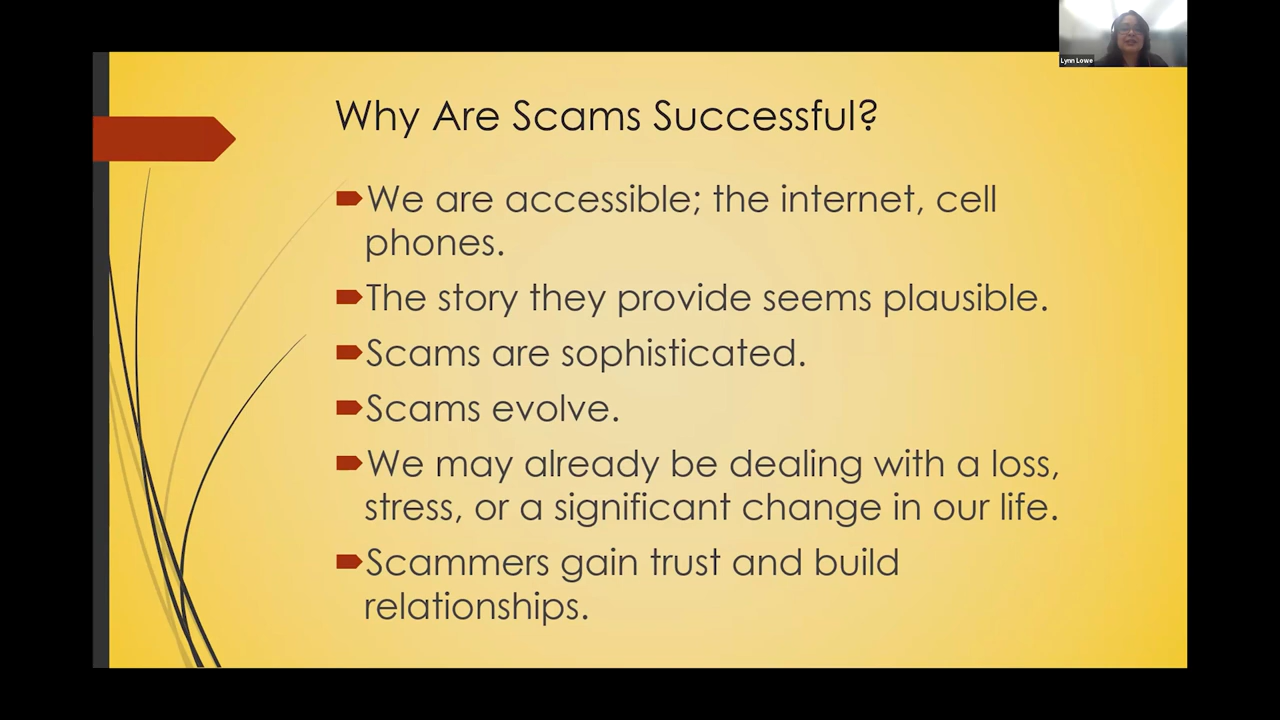 Lynn Lowe
Why Are Scams Successful?
We are accessible; the internet, cell
phones.
The story they provide seems plausible.
Scams are sophisticated.
Scams evolve.
We may already be dealing with a loss,
stress, or a significant change in our life.
Scammers gain trust and build
relationships.